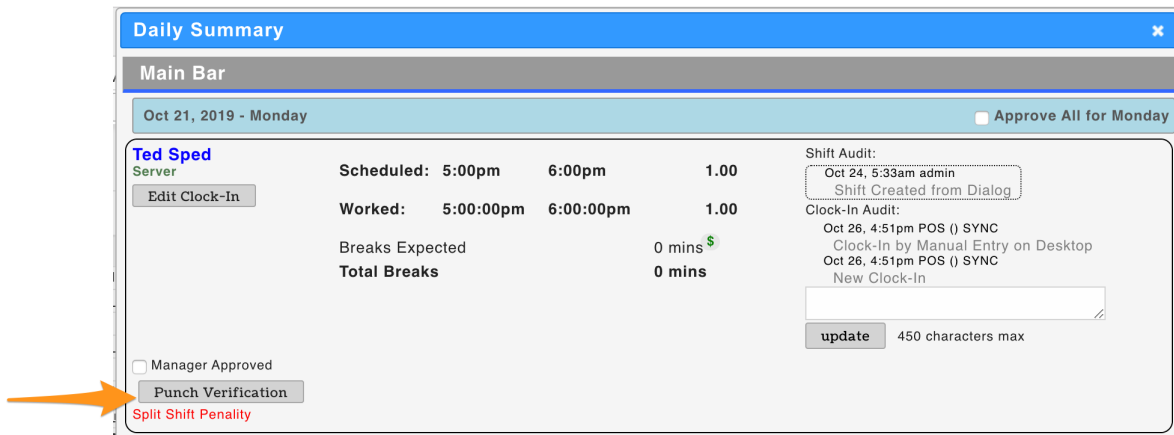 Daily Summary
Main Bar
Oct 21, 2019 - Monday
Approve All for Monday
Ted Sped
Server
Edit Clock-In
Scheduled: 5:00pm 6:00pm 1.00
Worked: 5:00:00pm 6:00:00pm 1.00
Breaks Expected 0 mins $
Total Breaks 0 mins
Shift Audit:
Oct 24, 5:33am admin
Shift Created from Dialog
Clock-In Audit:
Oct 26, 4:51pm POS () SYNC
Clock-In by Manual Entry on Desktop
Oct 26, 4:51pm POS () SYNC
New Clock-In
update 450 characters max
Manager Approved
Punch Verification
Split Shift Penality